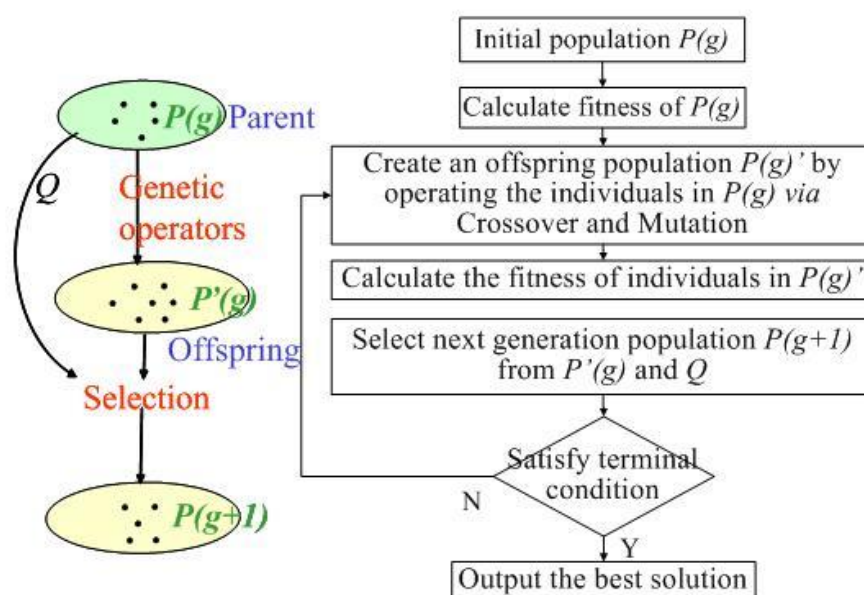 P(g) Parent
Q
Genetic
operators
P'(g)
Offspring
Selection
P(g+1)
Initial population P(g)
Calculate fitness of P(g)
Create an offspring population P(g)’ by
operating the individuals in P(g) via
Crossover and Mutation
Calculate the fitness of individuals in P(g)’
Select next generation population P(g+1)
from P’(g) and Q
Satisfy terminal
condition
N
Y
Output the best solution